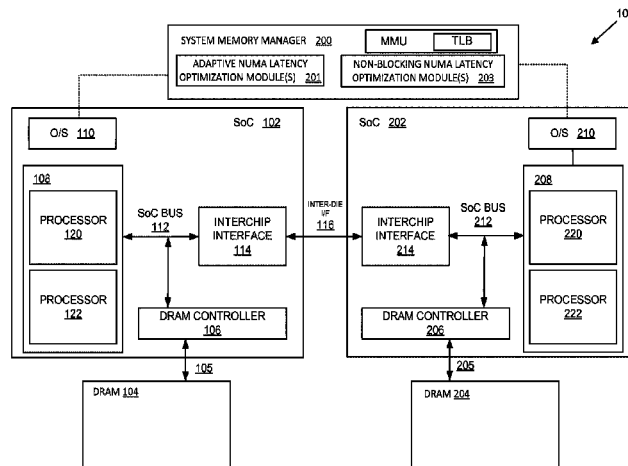 10
SYSTEM MEMORY MANAGER 200
MMU
TLB
ADAPTIVE NUMA LATENCY
OPTIMIZATION MODULE(S) 201
NON-BLOCKING NUMA LATENCY
OPTIMIZATION MODULE(S) 203
O/S 110
SoC 102
SoC 202
O/S 210
108
PROCESSOR
120
PROCESSOR
122
SoC BUS
112
INTERCHIP
INTERFACE
114
DRAM CONTROLLER
106
105
DRAM 104
INTER-DIE
I/F
116
INTERCHIP
INTERFACE
214
SoC BUS
212
208
PROCESSOR
220
PROCESSOR
222
DRAM CONTROLLER
206
205
DRAM 204